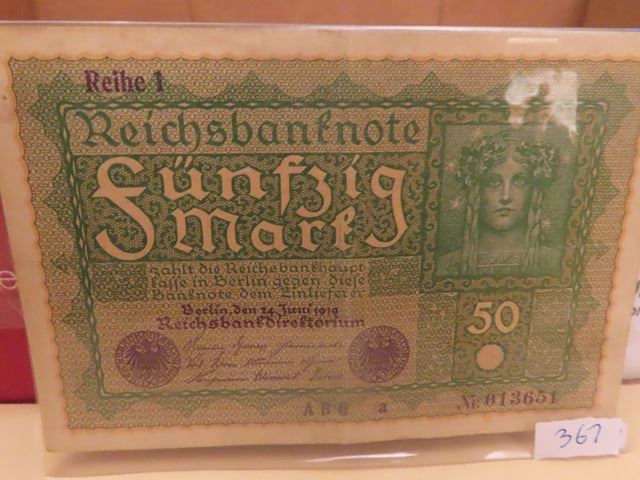 Reihe 1
Reichsbanknote
Fünfzig
Mark
zahlt die Reichsbankhaupt
kasse in Berlin gegen diese
Banknote dem Einlieferer
Berlin, den 24. Juni 1919
Reichsbankdirektorium
50
A B 6 a
Nr. 013651
367